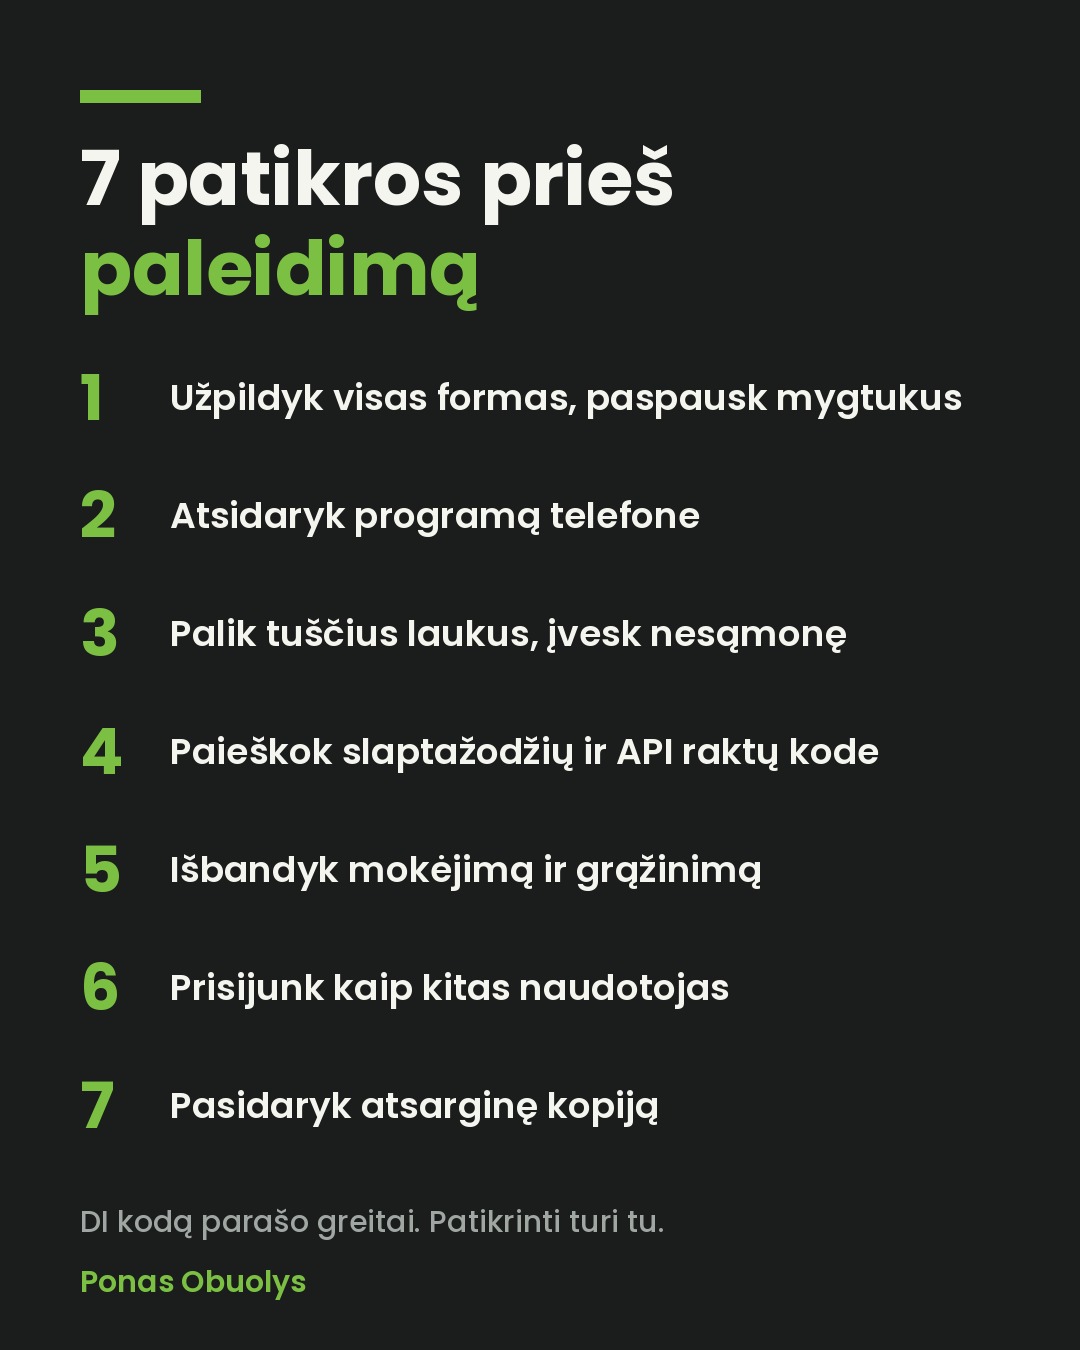 7 patikros prieš
paleidimą
1 Užpildyk visas formas, paspausk mygtukus
2 Atsidaryk programą telefone
3 Palik tuščius laukus, įvesk nesąmonę
4 Paieškok slaptažodžių ir API raktų kode
5 Išbandyk mokėjimą ir grąžinimą
6 Prisijunk kaip kitas naudotojas
7 Pasidaryk atsarginę kopiją
DI kodą parašo greitai. Patikrinti turi tu.
Ponas Obuolys